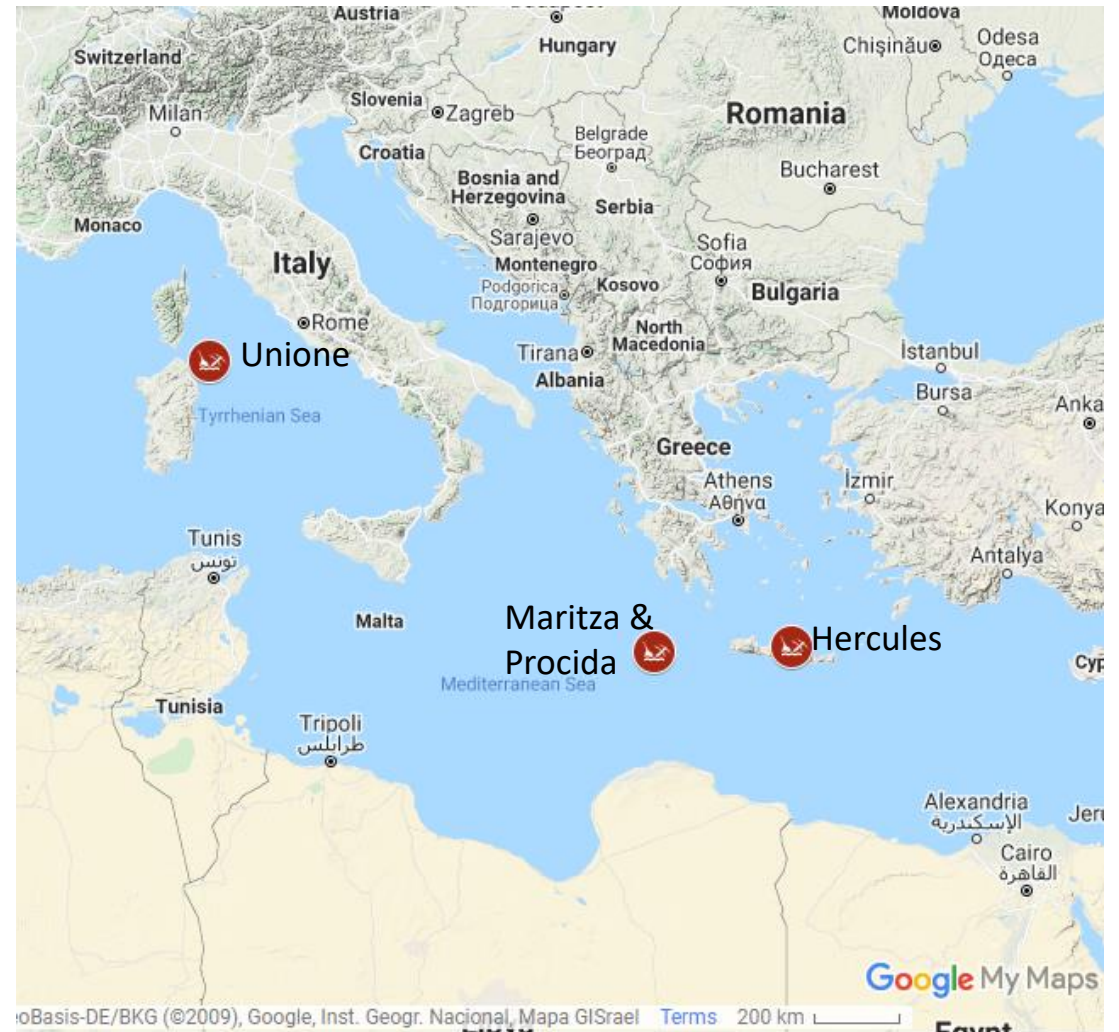 Austria
Moldova
Hungary
Chișinău
Odesa
Одеса
Switzerland
Milan
Slovenia
Zagreb
Romania
Croatia
Belgrade
Београд
Bucharest
Bosnia and
Herzegovina
Serbia
Monaco
Sarajevo
Sofia
София
Italy
Montenegro
Podgorica
Подгорица
Kosovo
Bulgaria
Rome
North
Macedonia
Unione
Tirana
İstanbul
Albania
Bursa
Anka
Tyrrhenian Sea
Greece
Athens
Αθήνα
İzmir
Konya
Tunis
تونس
Antalya
Malta
Maritza &
Procida
Hercules
Mediterranean Sea
Cyp
Tunisia
Tripoli
طرابلس
Alexandria
الإسكندرية
Jeru
Cairo
القاهرة
Google My Maps
oBasis-DE/BKG (©2009), Google, Inst. Geogr. Nacional, Mapa GISrael Terms 200 km